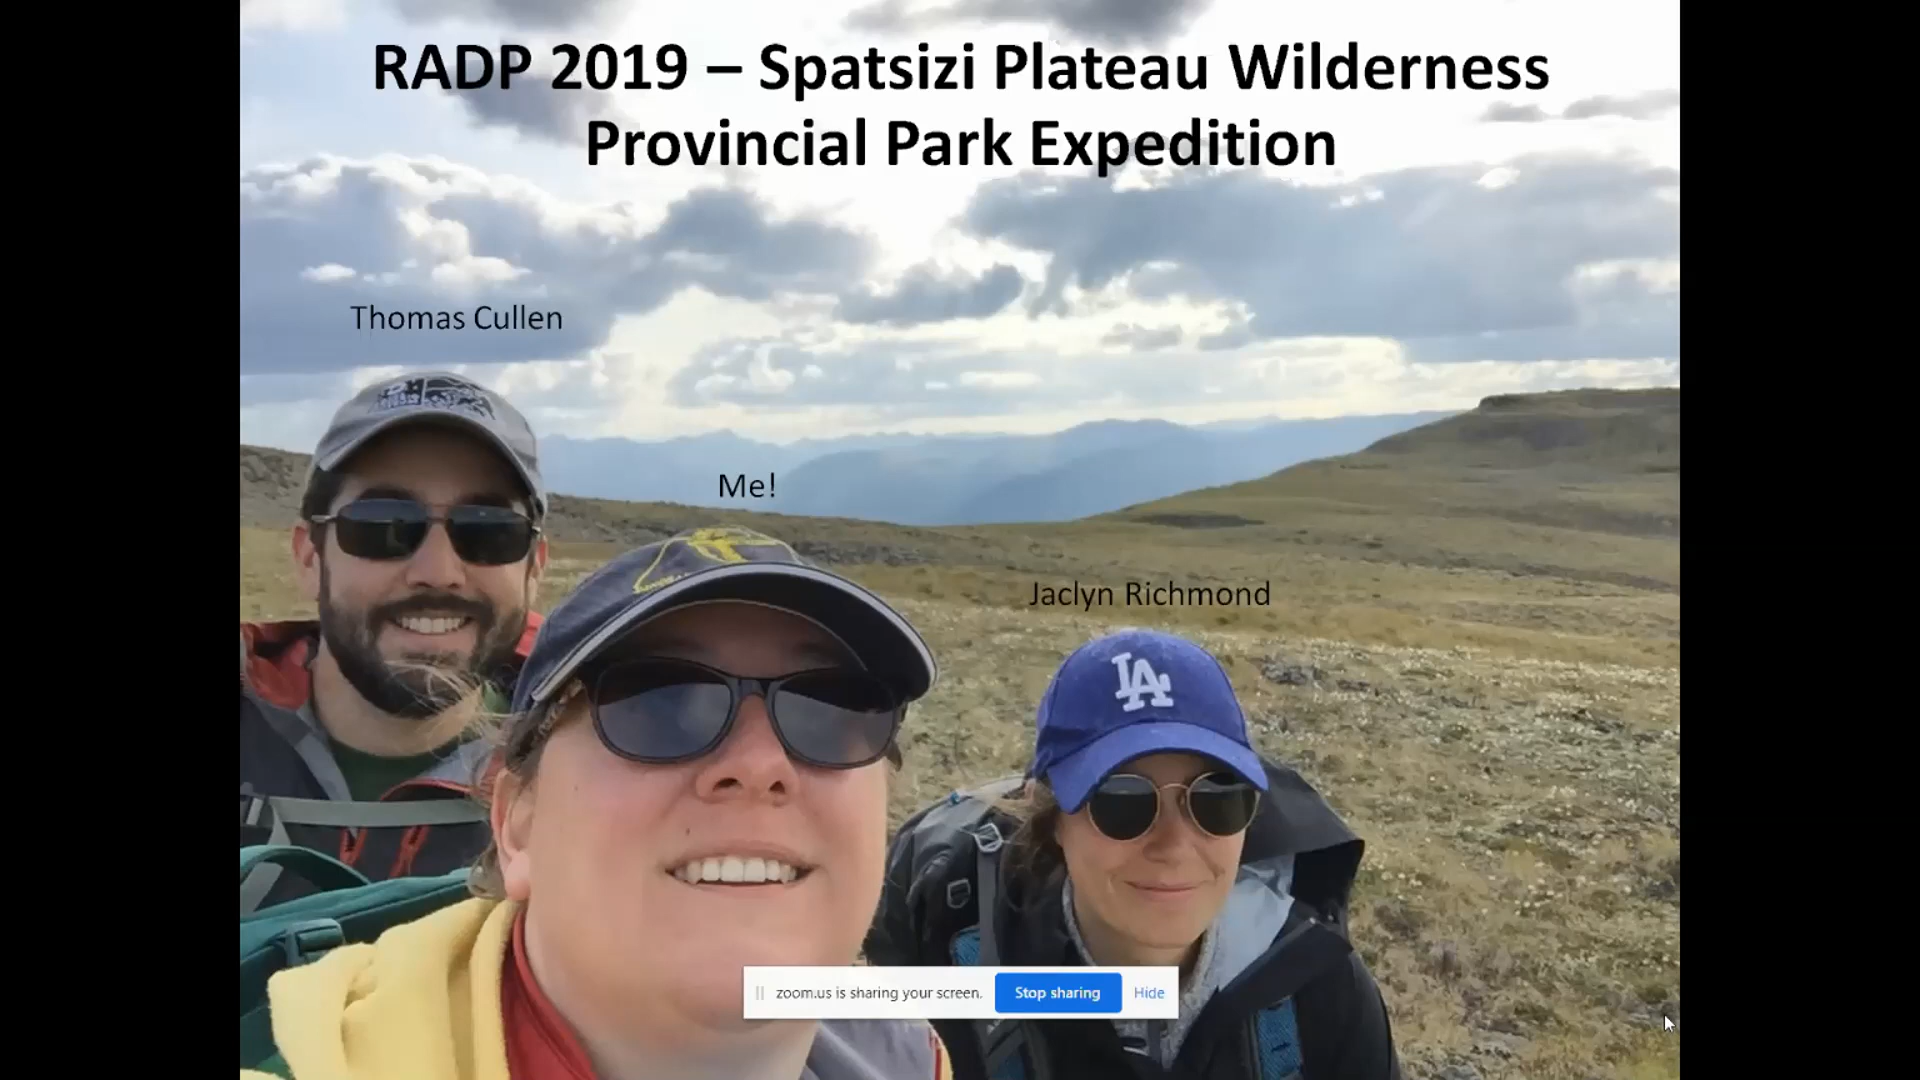 RADP 2019 – Spatsizi Plateau Wilderness
Provincial Park Expedition
Thomas Cullen
Me!
Jaclyn Richmond
LA
zoom.us is sharing your screen.
Stop sharing
Hide